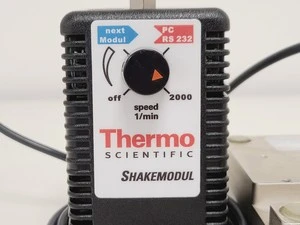 next PC
Modul RS 232
off 2000
speed
1/min
Thermo
SCIENTIFIC
SHAKEMODUL